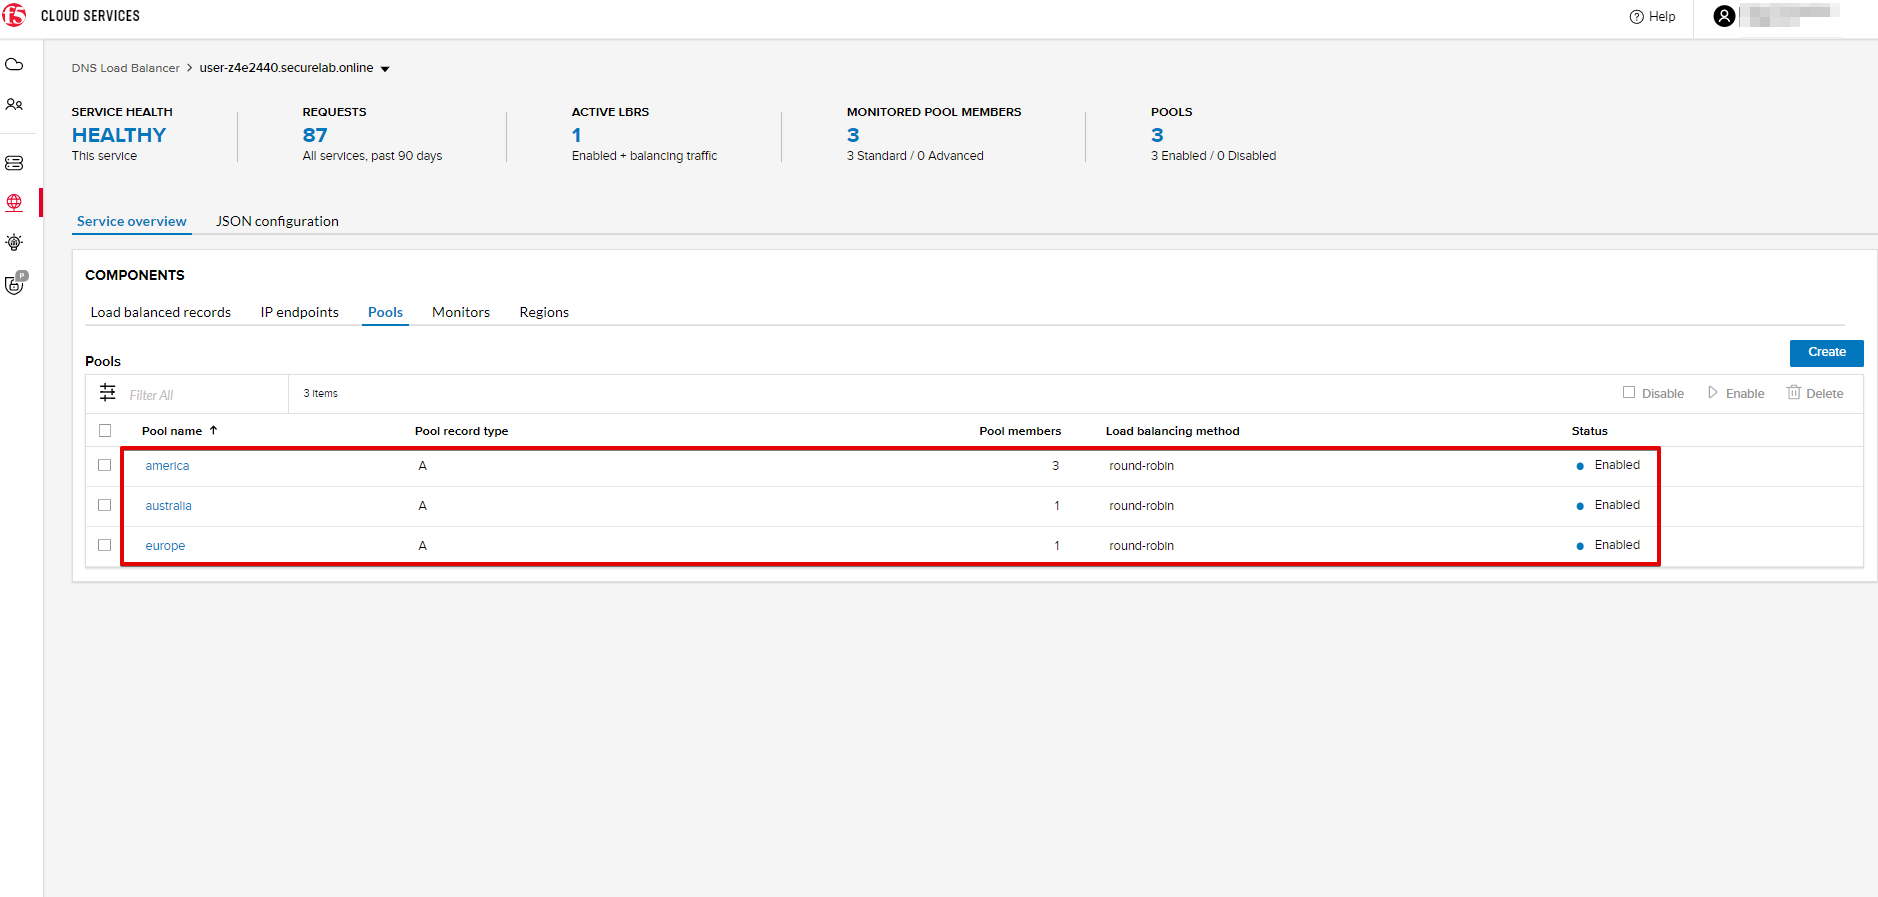 f5 CLOUD SERVICES
Help
DNS Load Balancer > user-z4e2440.securelab.online
SERVICE HEALTH REQUESTS ACTIVE LBRS MONITORED POOL MEMBERS POOLS
HEALTHY 87 1 3 3
This service All services, past 90 days Enabled + balancing traffic 3 Standard / 0 Advanced 3 Enabled / 0 Disabled
Service overview JSON configuration
P
COMPONENTS
Load balanced records IP endpoints Pools Monitors Regions
Create
Pools
Filter All 3 Items Disable Enable Delete
Pool name ↑ Pool record type Pool members Load balancing method Status
america A 3 round-robin Enabled
australia A 1 round-robin Enabled
europe A 1 round-robin Enabled